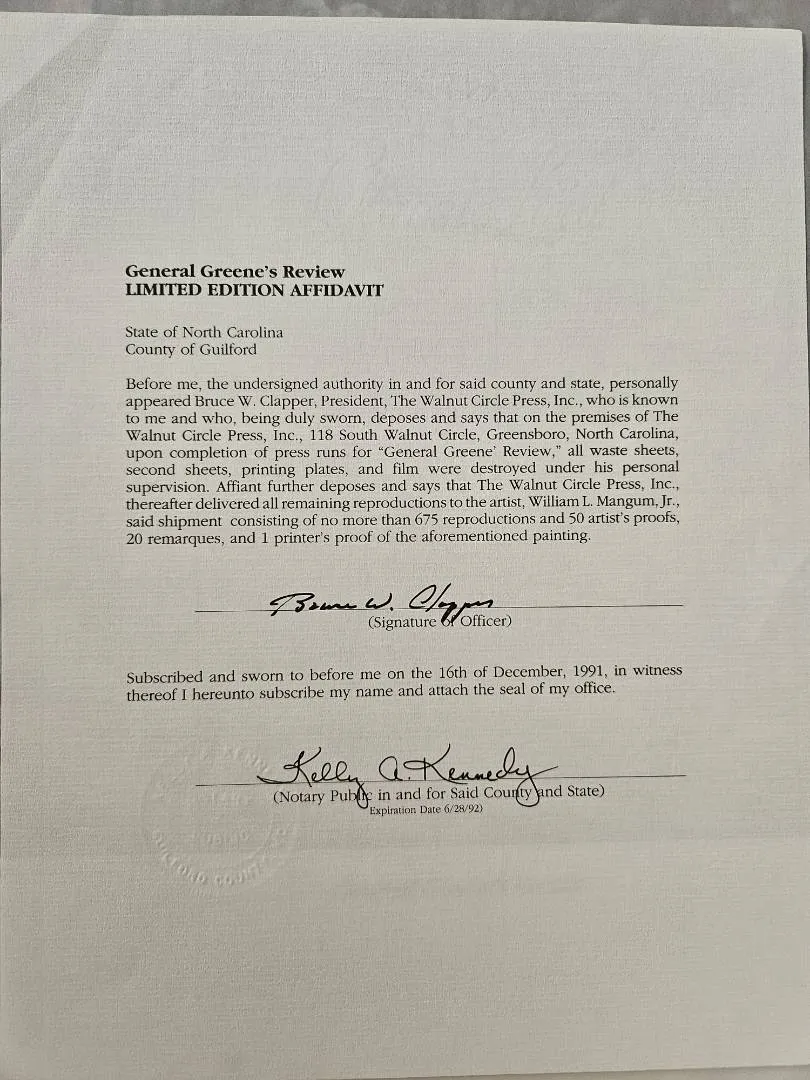 General Greene's Review
LIMITED EDITION AFFIDAVIT
State of North Carolina
County of Guilford
Before me, the undersigned authority in and for said county and state, personally
appeared Bruce W. Clapper, President, The Walnut Circle Press, Inc., who is known
to me and who, being duly sworn, deposes and says that on the premises of The
Walnut Circle Press, Inc., 118 South Walnut Circle, Greensboro, North Carolina,
upon completion of press runs for “General Greene’ Review,” all waste sheets,
second sheets, printing plates, and film were destroyed under his personal
supervision. Affiant further deposes and says that The Walnut Circle Press, Inc.,
thereafter delivered all remaining reproductions to the artist, William L. Mangum, Jr.,
said shipment consisting of no more than 675 reproductions and 50 artist's proofs,
20 remarques, and 1 printer's proof of the aforementioned painting.
Bruce W. Clapper
(Signature of Officer)
Subscribed and sworn to before me on the 16th of December, 1991, in witness
thereof I hereunto subscribe my name and attach the seal of my office.
Kelly A. Kennedy
(Notary Public in and for Said County and State)
Expiration Date 6/28/92)
GUILFORD COUNTY